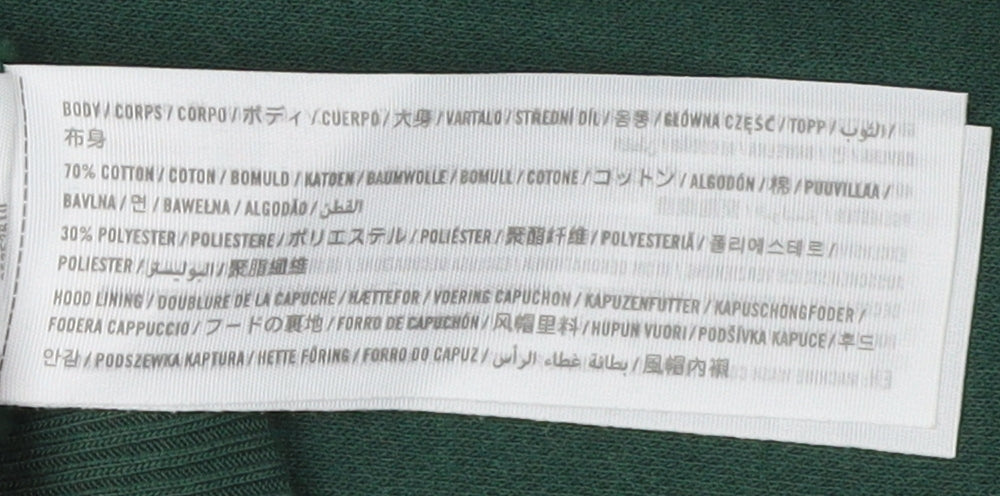 BODY / CORPS / CORPO / ボディ / CUERPO / 大身 / VARTALO / STŘEDNÍ DÍL / 몸통 / GŁÓWNA CZĘŚĆ / TOPP / الثوب /
布身
70% COTTON / COTON / BOMULD / KATOEN / BAUMWOLLE / BOMULL / COTONE / コットン / ALGODÓN / 棉 / PUUVILLAA /
BAVLNA / 면 / BAWEŁNA / ALGODÃO / القطن
30% POLYESTER / POLIESTERE / ポリエステル / POLIÉSTER / 聚酯纤维 / POLYESTERIÄ / 폴리에스테르 /
POLIESTER / البوليستر / 聚脂纖維
HOOD LINING / DOUBLURE DE LA CAPUCHE / HÆTTEFOR / VOERING CAPUCHON / KAPUZENFUTTER / KAPUSCHONGFODER /
FODERA CAPPUCCIO / フードの裏地 / FORRO DE CAPUCHÓN / 风帽里料 / HUPUN VUORI / PODŠÍVKA KAPUCE / 후드
안감 / PODSZEWKA KAPTURA / HETTE FÔRING / FORRO DO CAPUZ / بطانة غطاء الرأس / 風帽內襯